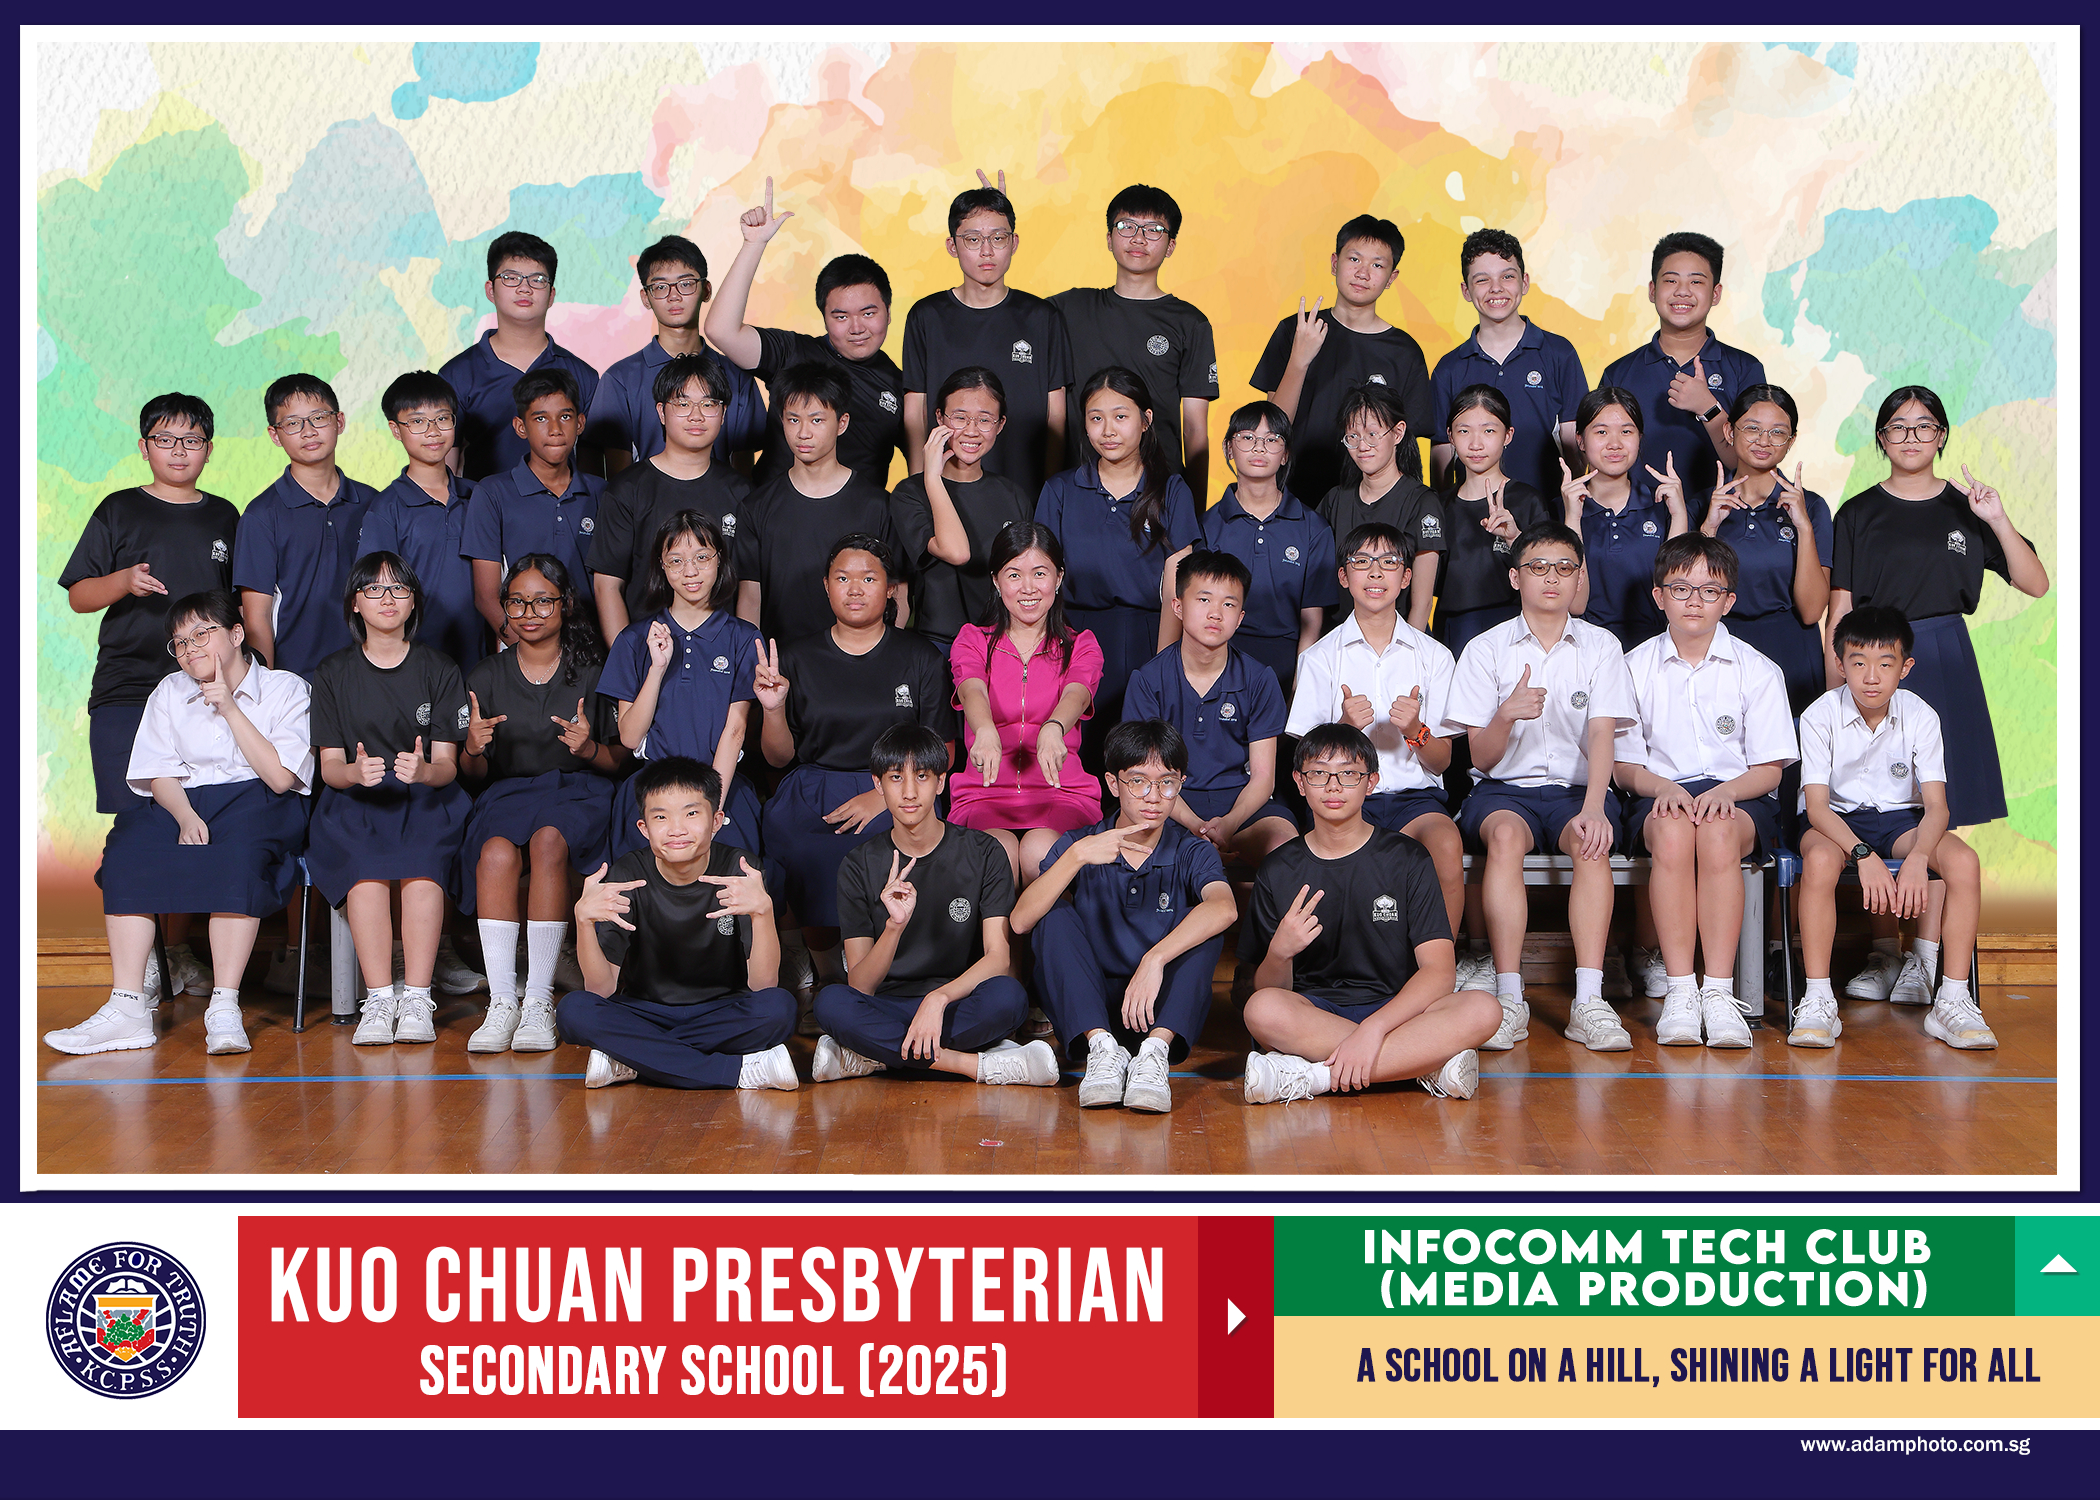 KCPSS
AFLAME FOR TRUTH
K.C.P.S.S.
KUO CHUAN PRESBYTERIAN
SECONDARY SCHOOL (2025)
INFOCOMM TECH CLUB
(MEDIA PRODUCTION)
A SCHOOL ON A HILL, SHINING A LIGHT FOR ALL
www.adamphoto.com.sg